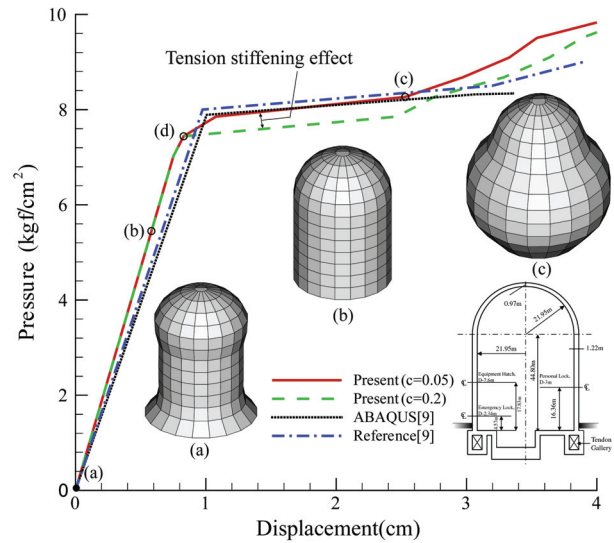 10
8
6
4
2
0
0
1
2
3
4
Pressure (kgf/cm²)
Displacement(cm)
Tension stiffening effect
(c)
(d)
(b)
(a)
(a)
(b)
(c)
Present (c=0.05)
Present (c=0.2)
ABAQUS[9]
Reference[9]
0.97m
21.95m
21.95m
1.22m
44.80m
Equipment Hatch,
D-7.6m
Personal Lock,
D-3m
Emergency Lock,
16.36m
Tendon
Gallery